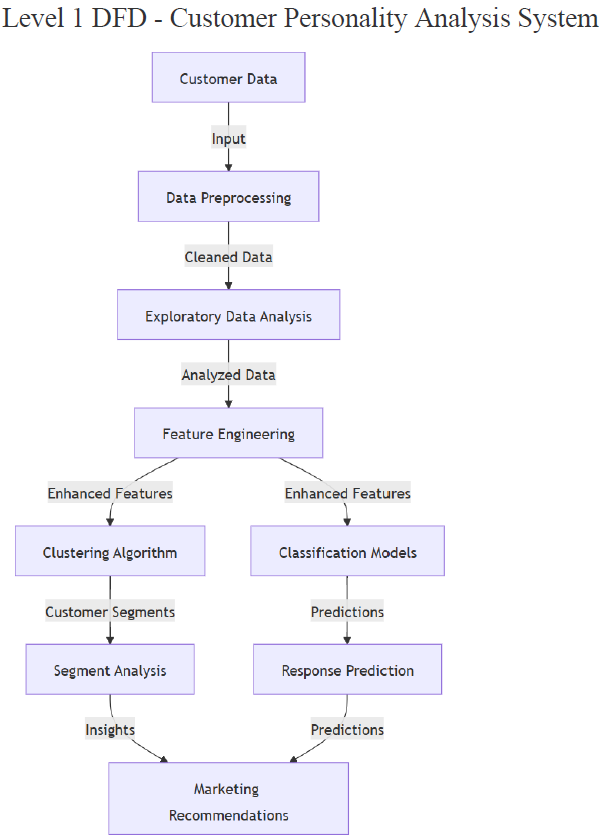 Level 1 DFD - Customer Personality Analysis System
Customer Data
Input
Data Preprocessing
Cleaned Data
Exploratory Data Analysis
Analyzed Data
Feature Engineering
Enhanced Features
Enhanced Features
Clustering Algorithm
Classification Models
Customer Segments
Predictions
Segment Analysis
Response Prediction
Insights
Predictions
Marketing
Recommendations